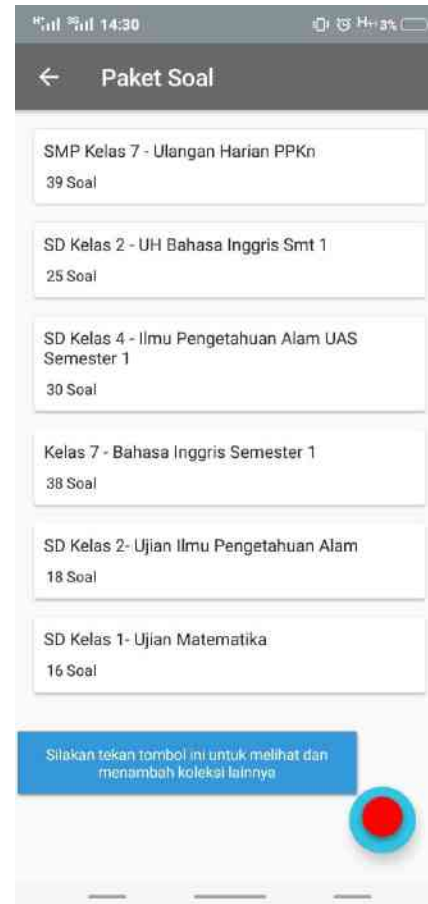 14:30
3%
Paket Soal
SMP Kelas 7 - Ulangan Harian PPKn
39 Soal
SD Kelas 2 - UH Bahasa Inggris Smt 1
25 Soal
SD Kelas 4 - Ilmu Pengetahuan Alam UAS
Semester 1
30 Soal
Kelas 7 - Bahasa Inggris Semester 1
38 Soal
SD Kelas 2- Ujian Ilmu Pengetahuan Alam
18 Soal
SD Kelas 1- Ujian Matematika
16 Soal
Silakan tekan tombol ini untuk melihat dan
menambah koleksi lainnya